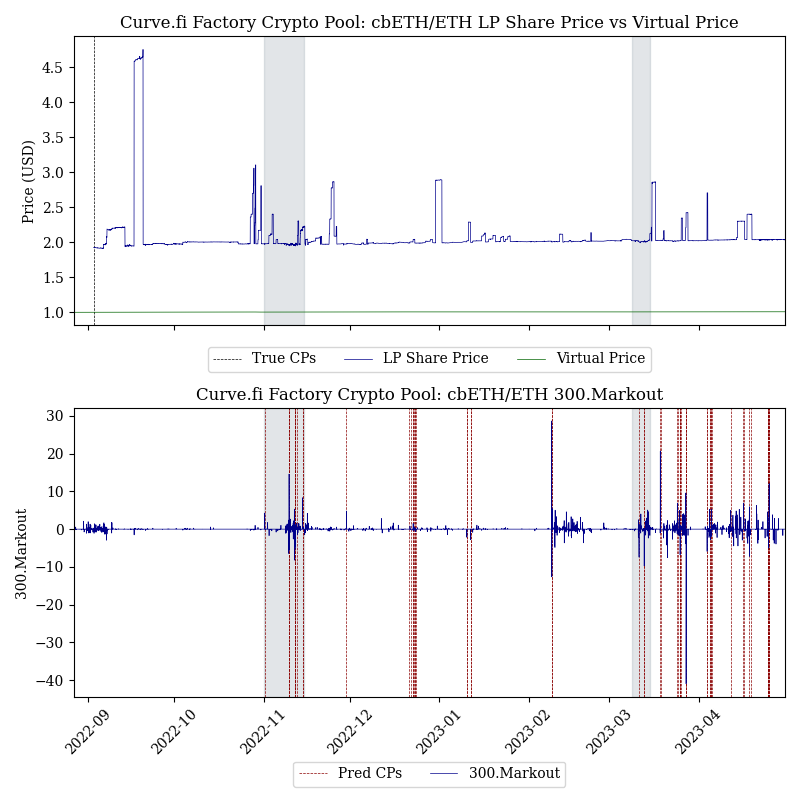 Curve.fi Factory Crypto Pool: cbETH/ETH LP Share Price vs Virtual Price
Price (USD)
4.5
4.0
3.5
3.0
2.5
2.0
1.5
1.0
True CPs LP Share Price Virtual Price
Curve.fi Factory Crypto Pool: cbETH/ETH 300.Markout
300.Markout
30
20
10
0
−10
−20
−30
−40
2022-09 2022-10 2022-11 2022-12 2023-01 2023-02 2023-03 2023-04
Pred CPs 300.Markout